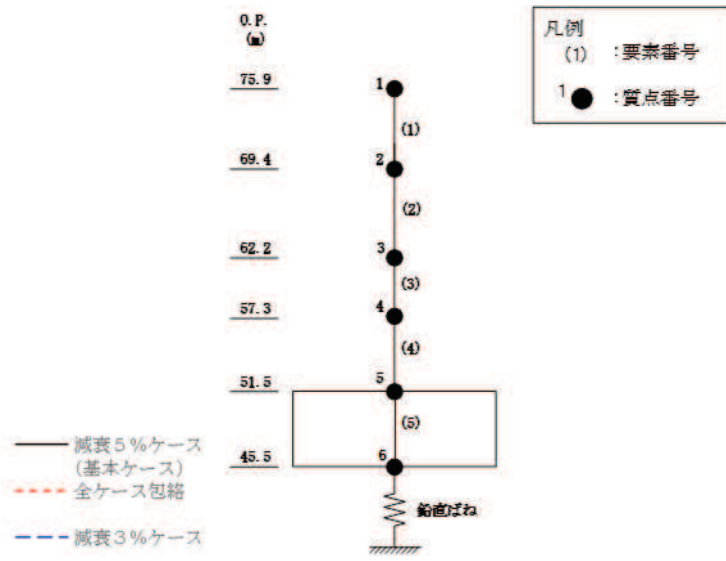 O.P.
(m)
75.9
69.4
62.2
57.3
51.5
45.5
1
(1)
2
(2)
3
(3)
4
(4)
5
(5)
6
鉛直ばね
凡例
(1) :要素番号
1 :質点番号
減衰5%ケース
(基本ケース)
全ケース包絡
減衰3%ケース